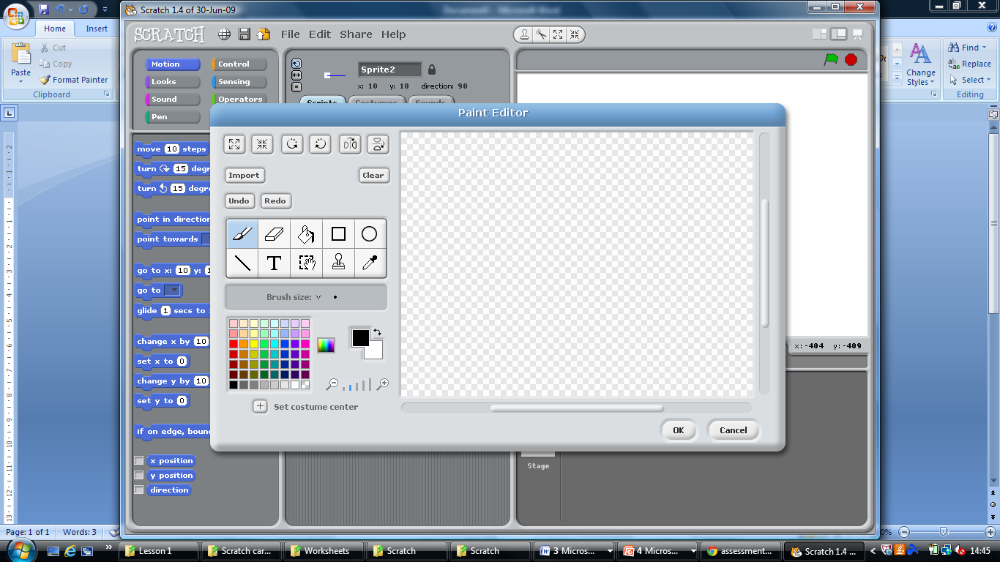 Scratch 1.4 of 30-Jun-09
Home Insert
Cut
Copy
Format Painter
Paste
Clipboard
SCRATCH File Edit Share Help
Motion Control
Looks Sensing
Sound Operators
Pen
Sprite2
x: 10 y: 10 direction: 90
Scripts Costumes Sounds
Find
Replace
Select
Change
Styles
Editing
Paint Editor
Import Clear
Undo Redo
T
Brush size:
Set costume center
OK Cancel
move 10 steps
turn 15 degr
turn 15 degre
point in direction
point towards
go to x: 10 y: 1
go to
glide 1 secs to
change x by 10
set x to 0
change y by 10
set y to 0
if on edge, boun
x position
y position
direction
x: -404 y: -409
Stage
Page: 1 of 1 Words: 3
Lesson 1
Scratch car...
Worksheets
Scratch
Scratch
3 Micros...
4 Micros...
assessment...
Scratch 1.4 ...
14:45